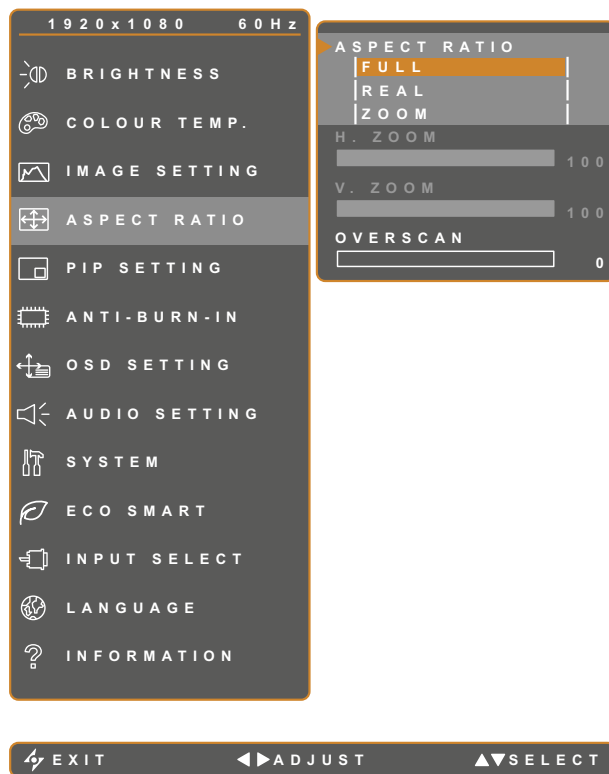 1920x1080 60Hz
BRIGHTNESS
COLOUR TEMP.
IMAGE SETTING
ASPECT RATIO
PIP SETTING
ANTI-BURN-IN
OSD SETTING
AUDIO SETTING
SYSTEM
ECO SMART
INPUT SELECT
LANGUAGE
INFORMATION
ASPECT RATIO
FULL
REAL
ZOOM
H. ZOOM
100
V. ZOOM
100
OVERSCAN
0
EXIT ADJUST SELECT